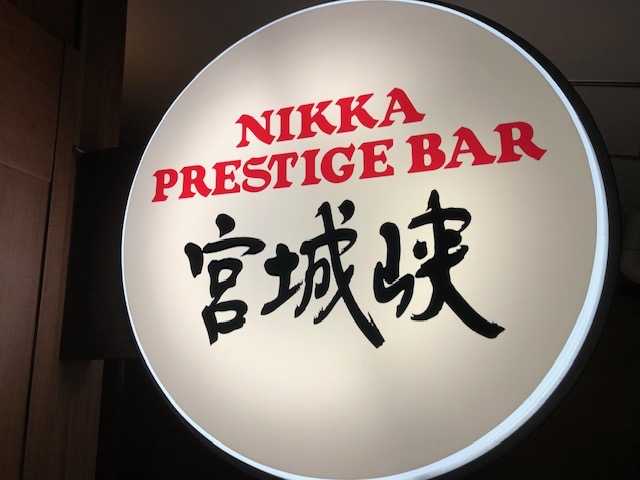 NIKKA
PRESTIGE BAR
宮城峡